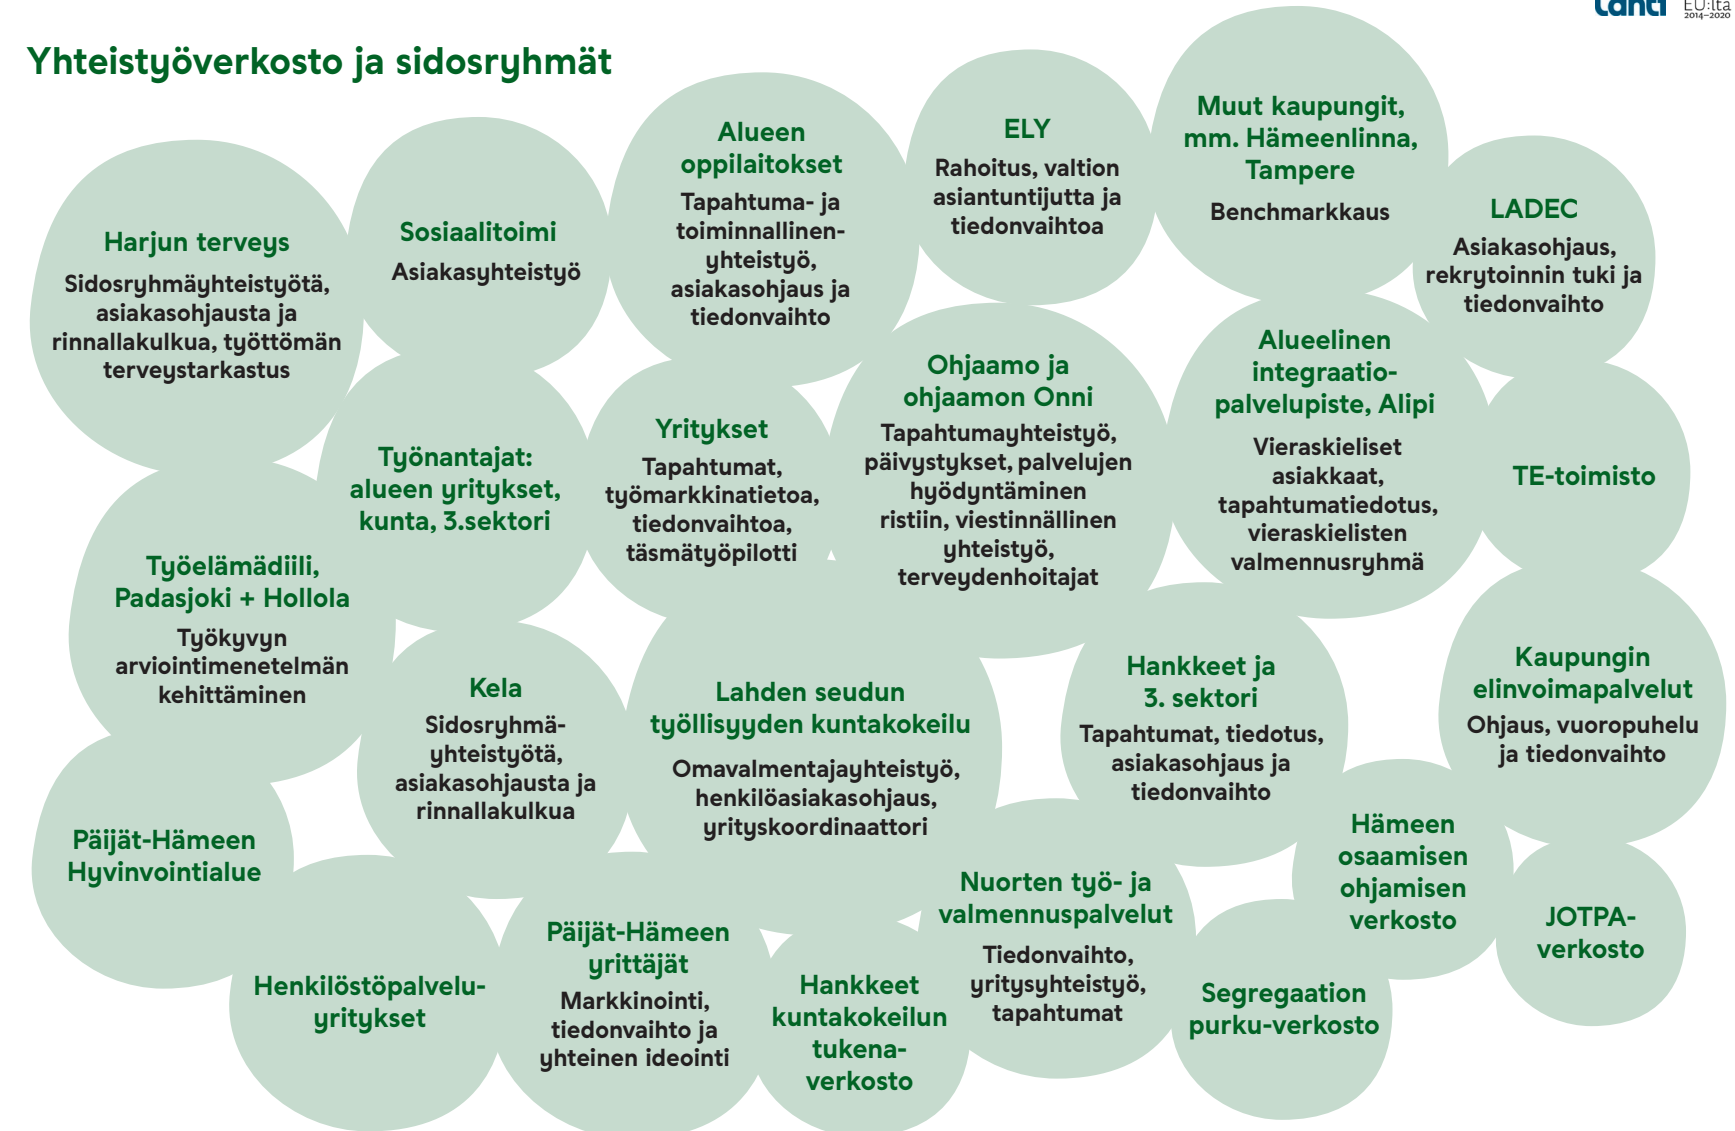 Lahti
EU:lta
2014–2020
Yhteistyöverkosto ja sidosryhmät
Harjun terveys
Sidosryhmäyhteistyötä,
asiakasohjausta ja
rinnallakulkua, työttömän
terveystarkastus
Sosiaalitoimi
Asiakasyhteistyö
Alueen
oppilaitokset
Tapahtuma- ja
toiminnallinen-
yhteistyö,
asiakasohjaus ja
tiedonvaihto
ELY
Rahoitus, valtion
asiantuntijutta ja
tiedonvaihtoa
Muut kaupungit,
mm. Hämeenlinna,
Tampere
Benchmarkkaus
LADEC
Asiakasohjaus,
rekrytoinnin tuki ja
tiedonvaihto
Työnantajat:
alueen yritykset,
kunta, 3.sektori
Yritykset
Tapahtumat,
työmarkkinatietoa,
tiedonvaihtoa,
täsmätyöpilotti
Ohjaamo ja
ohjaamon Onni
Tapahtumayhteistyö,
päivystykset, palvelujen
hyödyntäminen
ristiin, viestinnällinen
yhteistyö,
terveydenhoitajat
Alueelinen
integraatio-
palvelupiste, Alipi
Vieraskieliset
asiakkaat,
tapahtumatiedotus,
vieraskielisten
valmennusryhmä
TE-toimisto
Työelämädiili,
Padasjoki + Hollola
Työkyvyn
arviointimenetelmän
kehittäminen
Kela
Sidosryhmä-
yhteistyötä,
asiakasohjausta ja
rinnallakulkua
Lahden seudun
työllisyyden kuntakokeilu
Omavalmentajayhteistyö,
henkilöasiakasohjaus,
yrityskoordinaattori
Hankkeet ja
3. sektori
Tapahtumat, tiedotus,
asiakasohjaus ja
tiedonvaihto
Kaupungin
elinvoimapalvelut
Ohjaus, vuoropuhelu
ja tiedonvaihto
Päijät-Hämeen
Hyvinvointialue
Henkilöstöpalvelu-
yritykset
Päijät-Hämeen
yrittäjät
Markkinointi,
tiedonvaihto ja
yhteinen ideointi
Hankkeet
kuntakokeilun
tukena-
verkosto
Nuorten työ- ja
valmennuspalvelut
Tiedonvaihto,
yritysyhteistyö,
tapahtumat
Segregaation
purku-verkosto
Hämeen
osaamisen
ohjamisen
verkosto
JOTPA-
verkosto